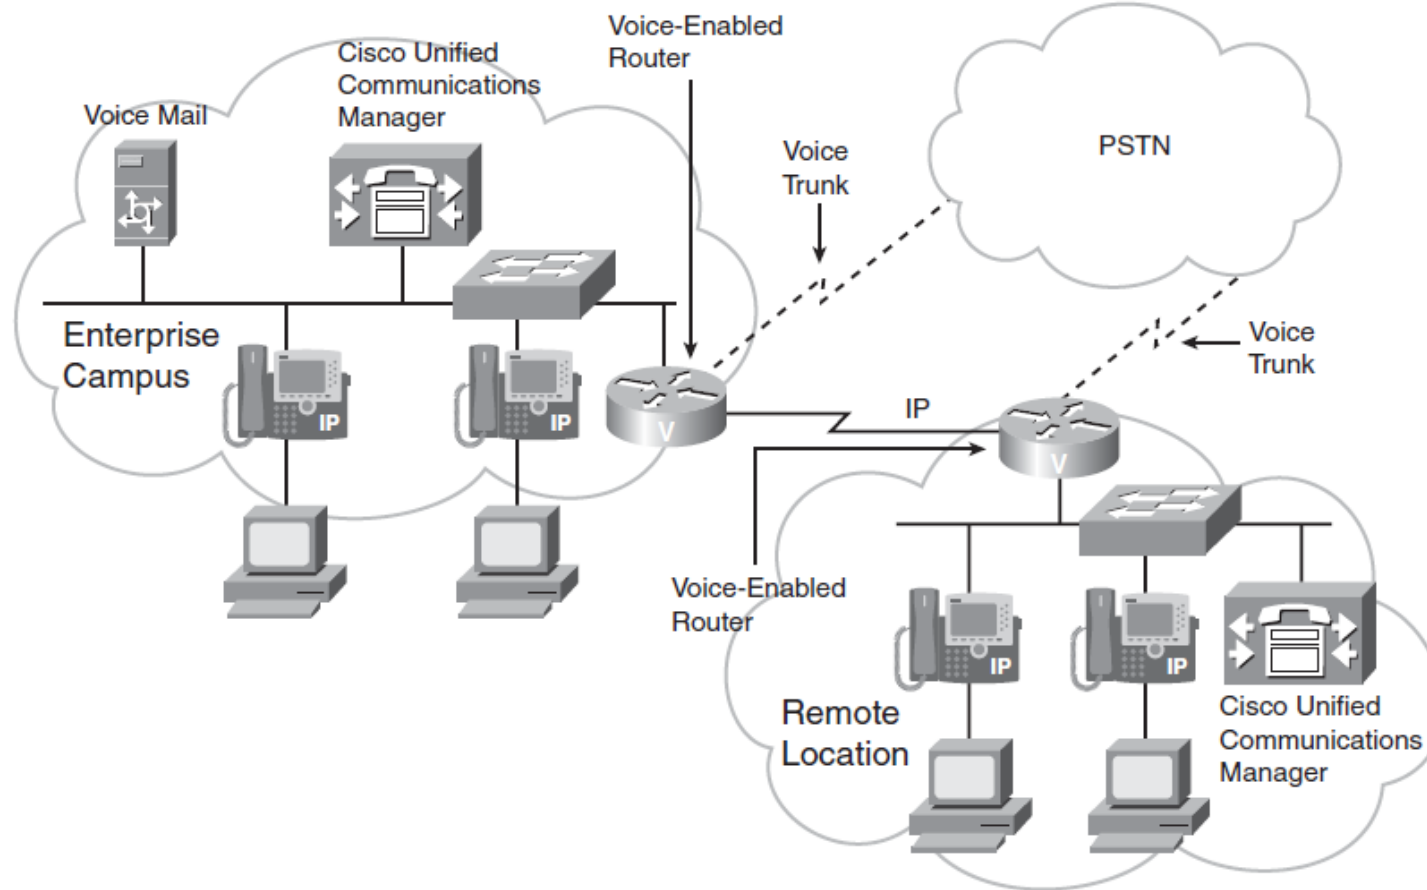 Voice-Enabled
Router
Cisco Unified
Communications
Manager
Voice Mail
Voice
Trunk
PSTN
Enterprise
Campus
Voice
Trunk
IP
IP
V
IP
V
Voice-Enabled
Router
IP
IP
Remote
Location
Cisco Unified
Communications
Manager